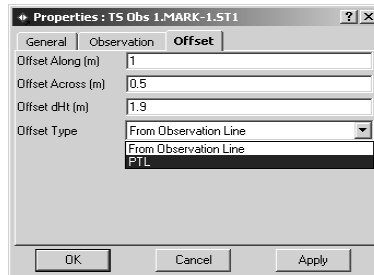 Properties : TS Obs 1.MARK-1.ST1
General Observation Offset
Offset Along (m) 1
Offset Across (m) 0.5
Offset dHt (m) 1.9
Offset Type From Observation Line
From Observation Line
PTL
OK Cancel Apply